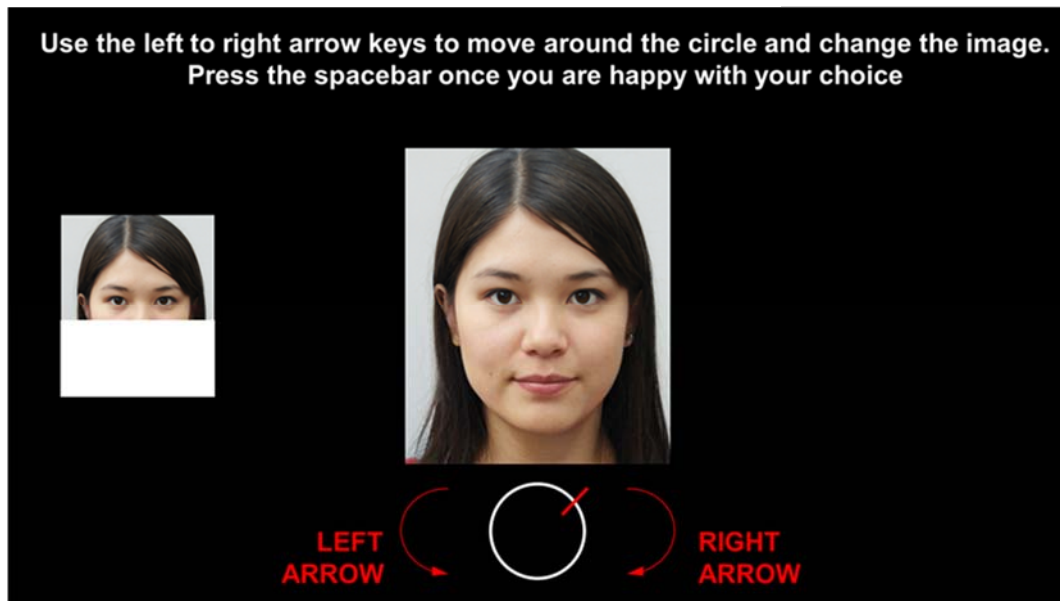 Use the left to right arrow keys to move around the circle and change the image.
Press the spacebar once you are happy with your choice
LEFT
ARROW
RIGHT
ARROW